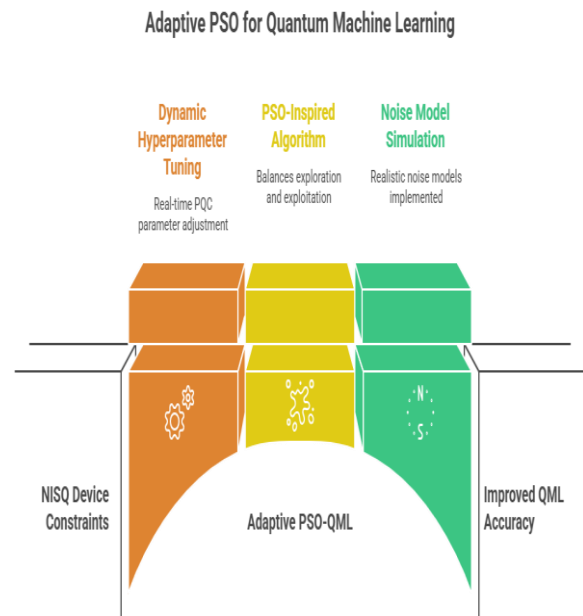 Adaptive PSO for Quantum Machine Learning
Dynamic
Hyperparameter
Tuning
Real-time PQC
parameter adjustment
PSO-Inspired
Algorithm
Balances exploration
and exploitation
Noise Model
Simulation
Realistic noise models
implemented
N
S
NISQ Device
Constraints
Adaptive PSO-QML
Improved QML
Accuracy